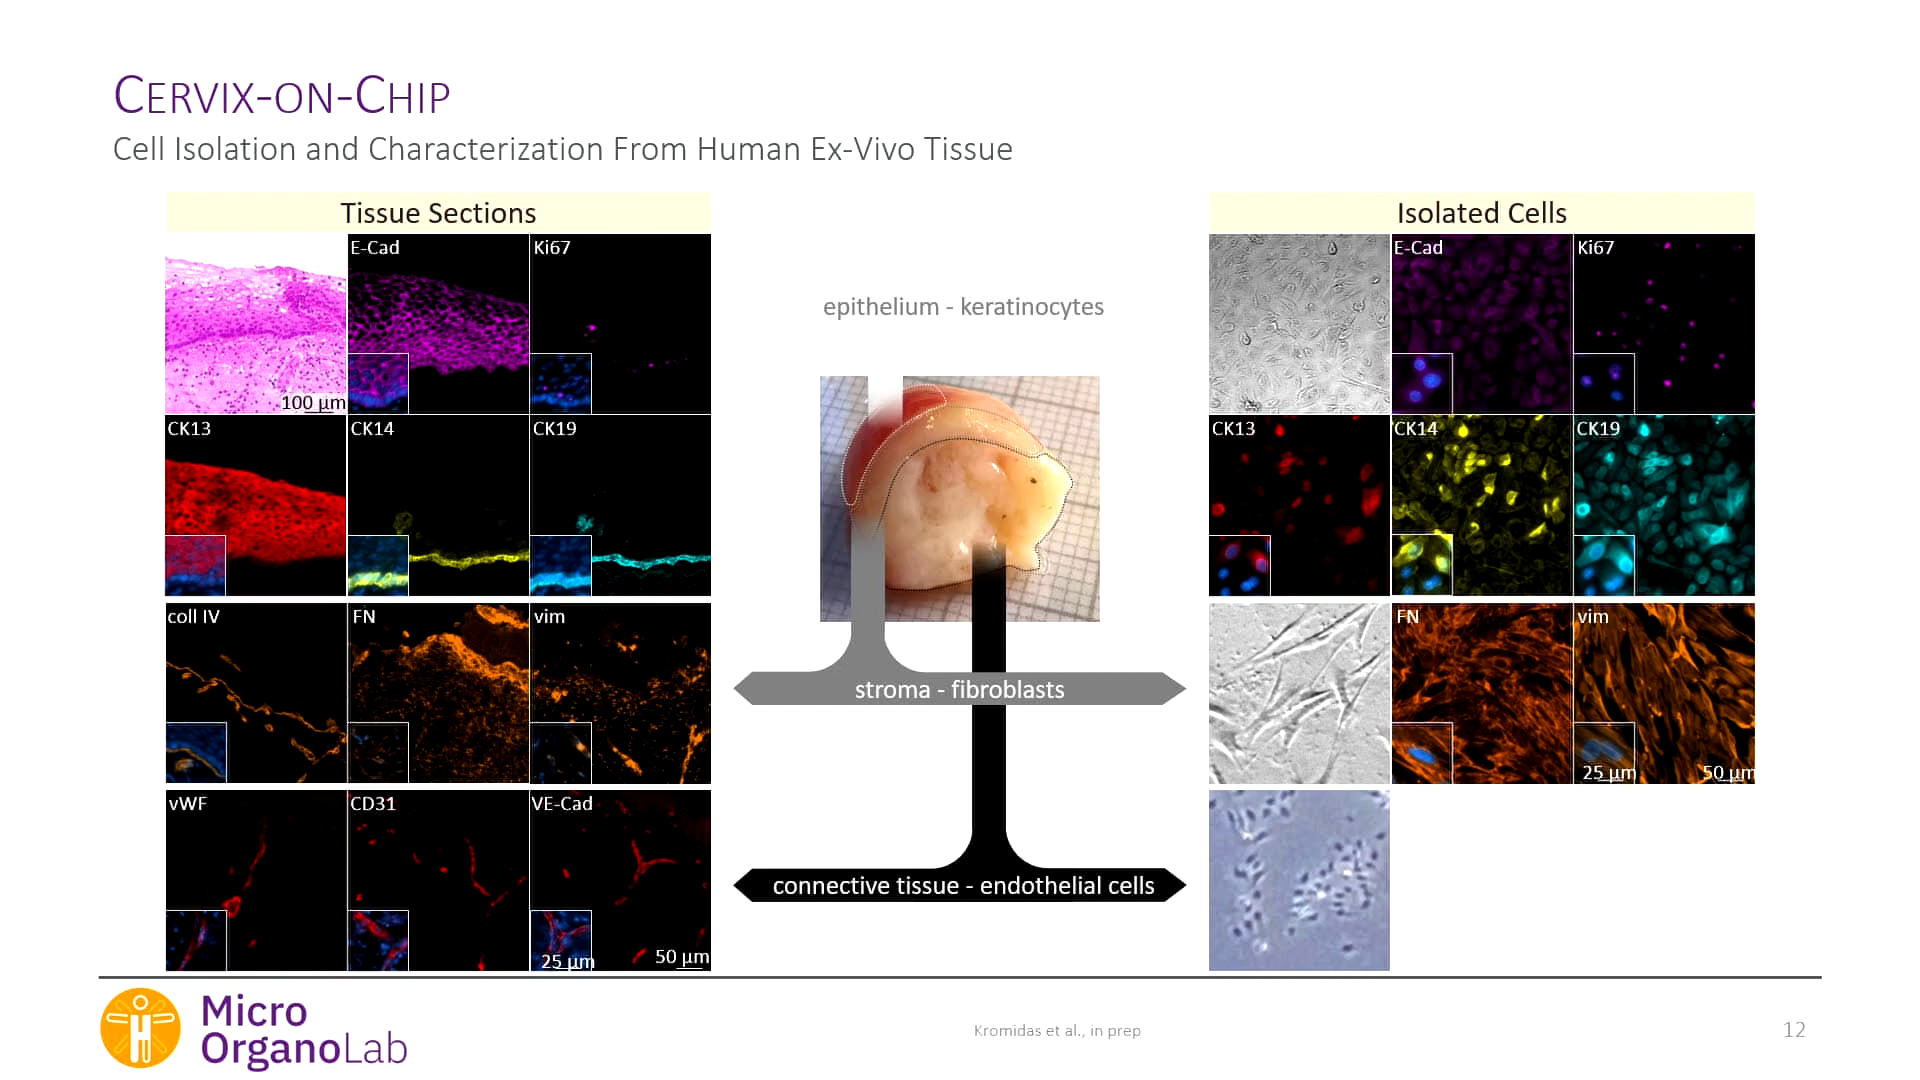 CERVIX-ON-CHIP
Cell Isolation and Characterization From Human Ex-Vivo Tissue
Tissue Sections
E-Cad
Ki67
100 µm
CK13
CK14
CK19
coll IV
FN
vim
vWF
CD31
VE-Cad
25 µm
50 µm
epithelium - keratinocytes
stroma - fibroblasts
connective tissue - endothelial cells
Isolated Cells
E-Cad
Ki67
CK13
CK14
CK19
FN
vim
25 µm
50 µm
Micro
OrganoLab
Kromidas et al., in prep
12